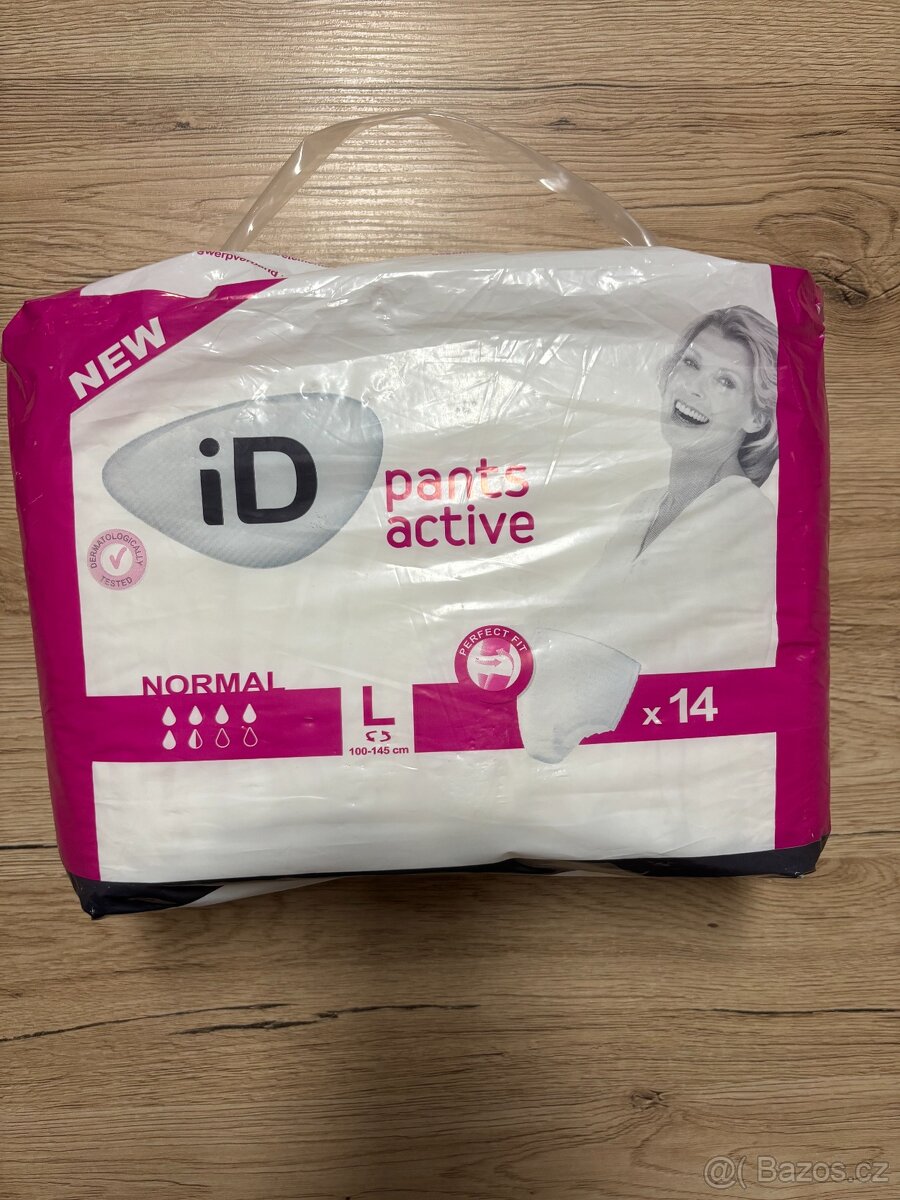 NEW
iD
pants
active
DERMATOLOGICALLY
TESTED
PERFECT FIT
NORMAL
L
100-145 cm
x 14
@( Bazos.cz